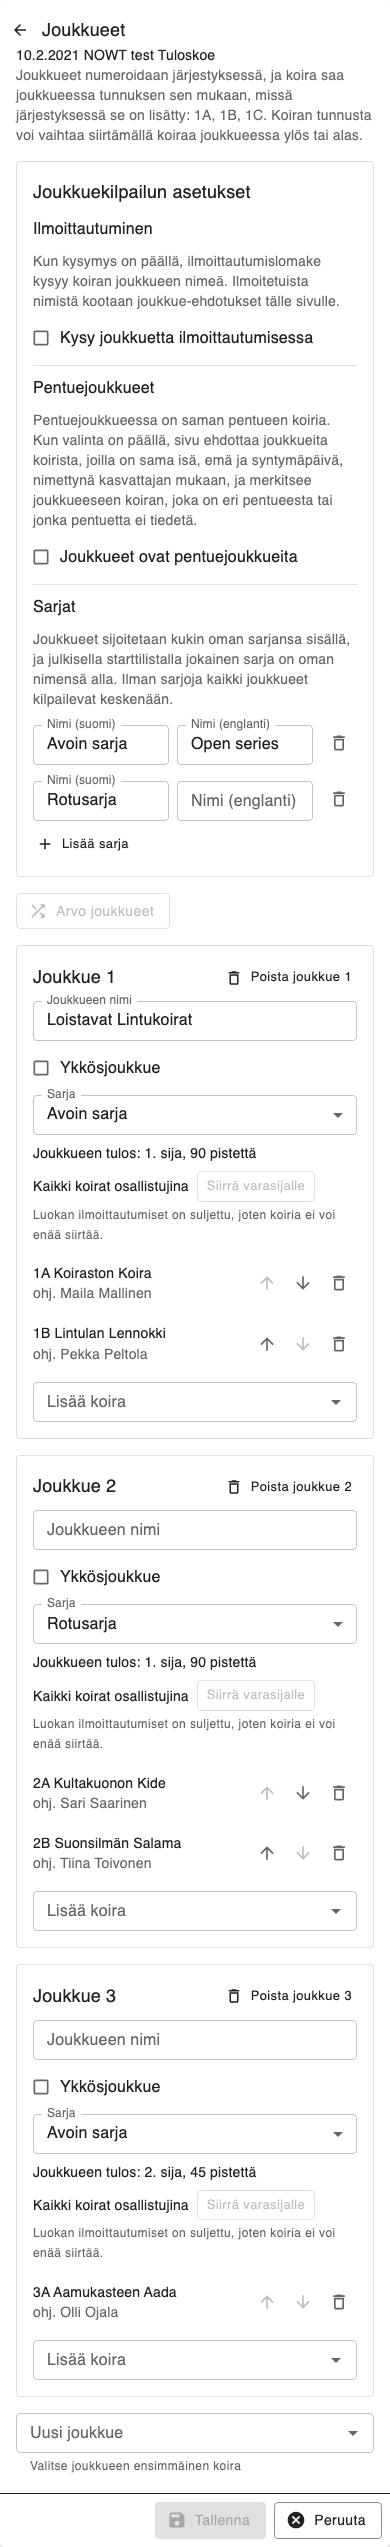 Joukkueet
10.2.2021 NOWT test Tuloskoe
Joukkueet numeroidaan järjestyksessä, ja koira saa
joukkueessa tunnuksen sen mukaan, missä
järjestyksessä se on lisätty: 1A, 1B, 1C. Koiran tunnusta
voi vaihtaa siirtämällä koiraa joukkueessa ylös tai alas.
Joukkuekilpailun asetukset
Ilmoittautuminen
Kun kysymys on päällä, ilmoittautumislomake
kysyy koiran joukkueen nimeä. Ilmoitetuista
nimistä kootaan joukkue-ehdotukset tälle sivulle.
Kysy joukkuetta ilmoittautumisessa
Pentuejoukkueet
Pentuejoukkueessa on saman pentueen koiria.
Kun valinta on päällä, sivu ehdottaa joukkueita
koirista, joilla on sama isä, emä ja syntymäpäivä,
nimettynä kasvattajan mukaan, ja merkitsee
joukkueeseen koiran, joka on eri pentueesta tai
jonka pentuetta ei tiedetä.
Joukkueet ovat pentuejoukkueita
Sarjat
Joukkueet sijoitetaan kukin oman sarjansa sisällä,
ja julkisella starttilistalla jokainen sarja on oman
nimensä alla. Ilman sarjoja kaikki joukkueet
kilpailevat keskenään.
Nimi (suomi) Nimi (englanti)
Avoin sarja Open series
Nimi (suomi)
Rotusarja Nimi (englanti)
Lisää sarja
Arvo joukkueet
Joukkue 1 Poista joukkue 1
Joukkueen nimi
Loistavat Lintukoirat
Ykkösjoukkue
Sarja
Avoin sarja
Joukkueen tulos: 1. sija, 90 pistettä
Kaikki koirat osallistujina Siirrä varasijalle
Luokan ilmoittautumiset on suljettu, joten koiria ei voi
enää siirtää.
1A Koiraston Koira
ohj. Maila Mallinen
1B Lintulan Lennokki
ohj. Pekka Peltola
Lisää koira
Joukkue 2 Poista joukkue 2
Joukkueen nimi
Ykkösjoukkue
Sarja
Rotusarja
Joukkueen tulos: 1. sija, 90 pistettä
Kaikki koirat osallistujina Siirrä varasijalle
Luokan ilmoittautumiset on suljettu, joten koiria ei voi
enää siirtää.
2A Kultakuonon Kide
ohj. Sari Saarinen
2B Suonsilmän Salama
ohj. Tiina Toivonen
Lisää koira
Joukkue 3 Poista joukkue 3
Joukkueen nimi
Ykkösjoukkue
Sarja
Avoin sarja
Joukkueen tulos: 2. sija, 45 pistettä
Kaikki koirat osallistujina Siirrä varasijalle
Luokan ilmoittautumiset on suljettu, joten koiria ei voi
enää siirtää.
3A Aamukasteen Aada
ohj. Olli Ojala
Lisää koira
Uusi joukkue
Valitse joukkueen ensimmäinen koira
Tallenna Peruuta